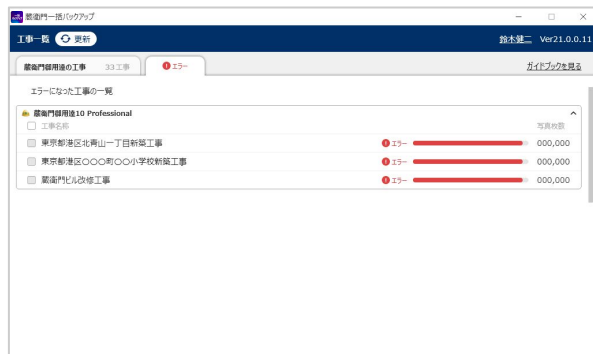 蔵衛門一括バックアップ
工事一覧 更新 鈴木健二 Ver21.0.0.11
蔵衛門御用達の工事 33工事 エラー ガイドブックを見る
エラーになった工事の一覧
蔵衛門御用達10 Professional
工事名称 写真枚数
東京都港区北青山一丁目新築工事 エラー 000,000
東京都港区〇〇〇町〇〇小学校新築工事 エラー 000,000
蔵衛門ビル改修工事 エラー 000,000